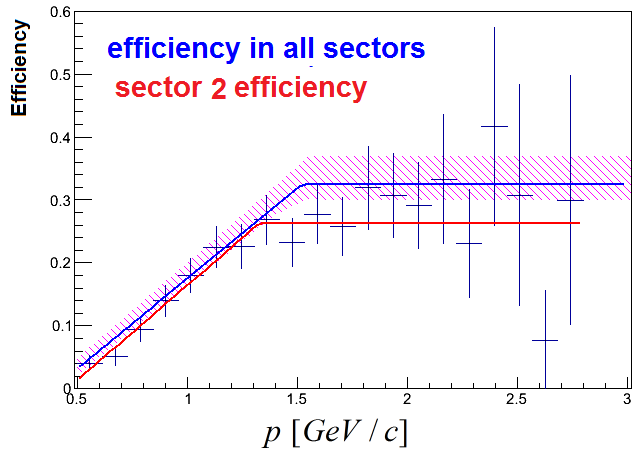 0.6
efficiency in all sectors
Efficiency
0.5
sector 2 efficiency
0.4
0.3
0.2
0.1
0
0.5 1 1.5 2 2.5 3
p [GeV / c]